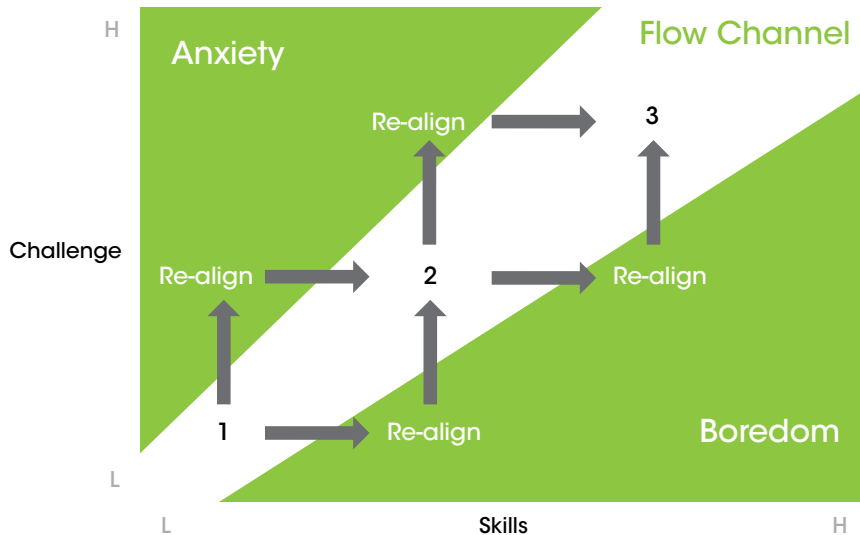 H
Anxiety
Flow Channel
Re-align
3
Challenge
Re-align
2
Re-align
1
Re-align
Boredom
L
L
Skills
H